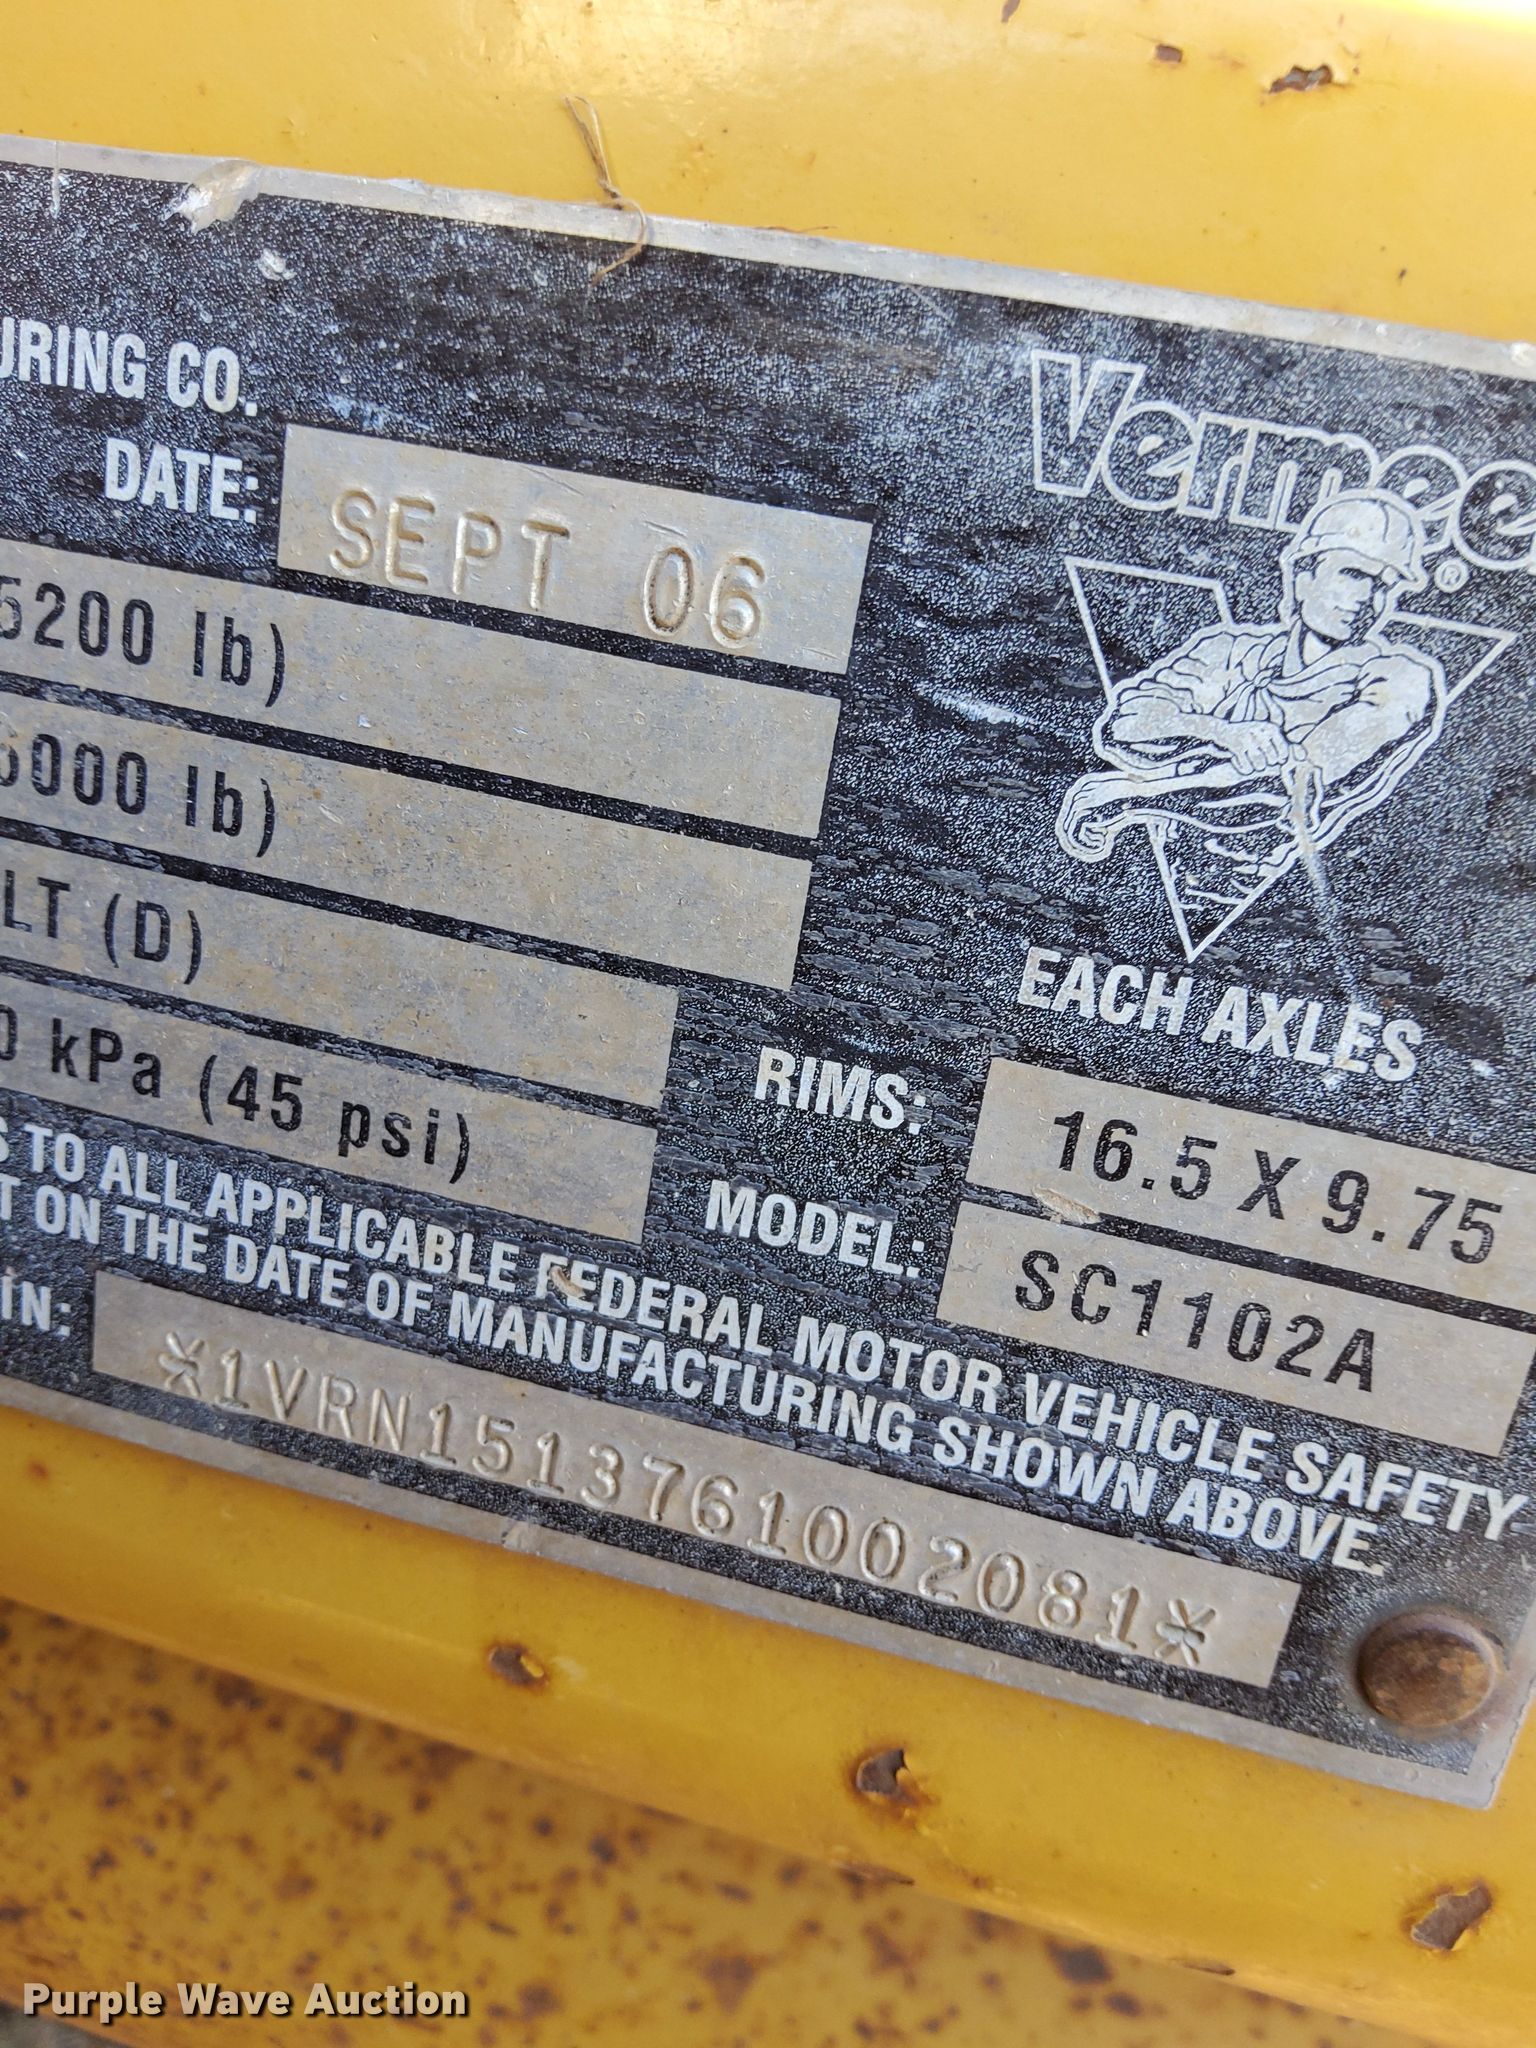 URING CO.
Vermee
®
DATE: SEPT 06
5200 lb)
6000 lb)
LT (D)
0 kPa (45 psi)
EACH AXLES
RIMS: 16.5 X 9.75
MODEL: SC1102A
S TO ALL APPLICABLE FEDERAL MOTOR VEHICLE SAFETY
T ON THE DATE OF MANUFACTURING SHOWN ABOVE.
IN: *1VRN1513761002081*
Purple Wave Auction